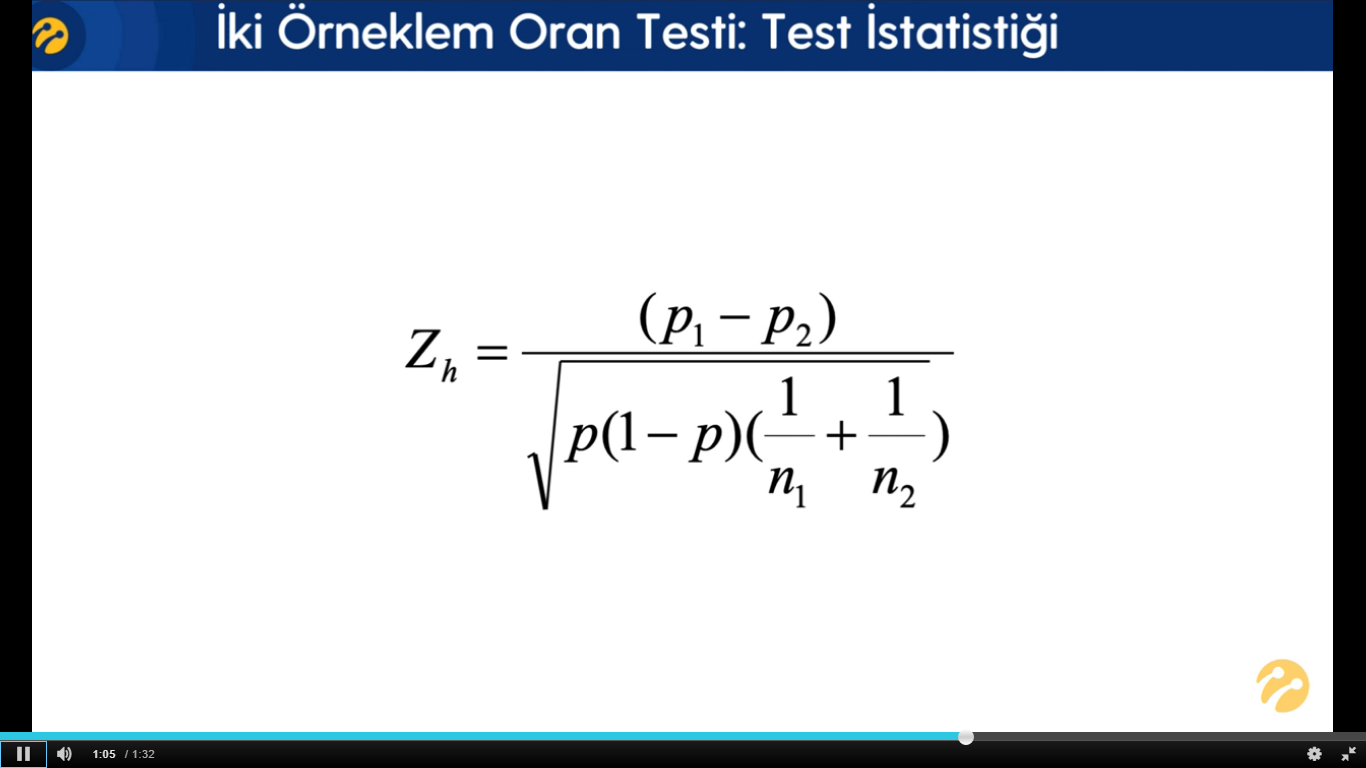 İki Örneklem Oran Testi: Test İstatistiği
Z_h = (p_1 − p_2) / √(p(1 − p)(1/n_1 + 1/n_2))
1:05 / 1:32